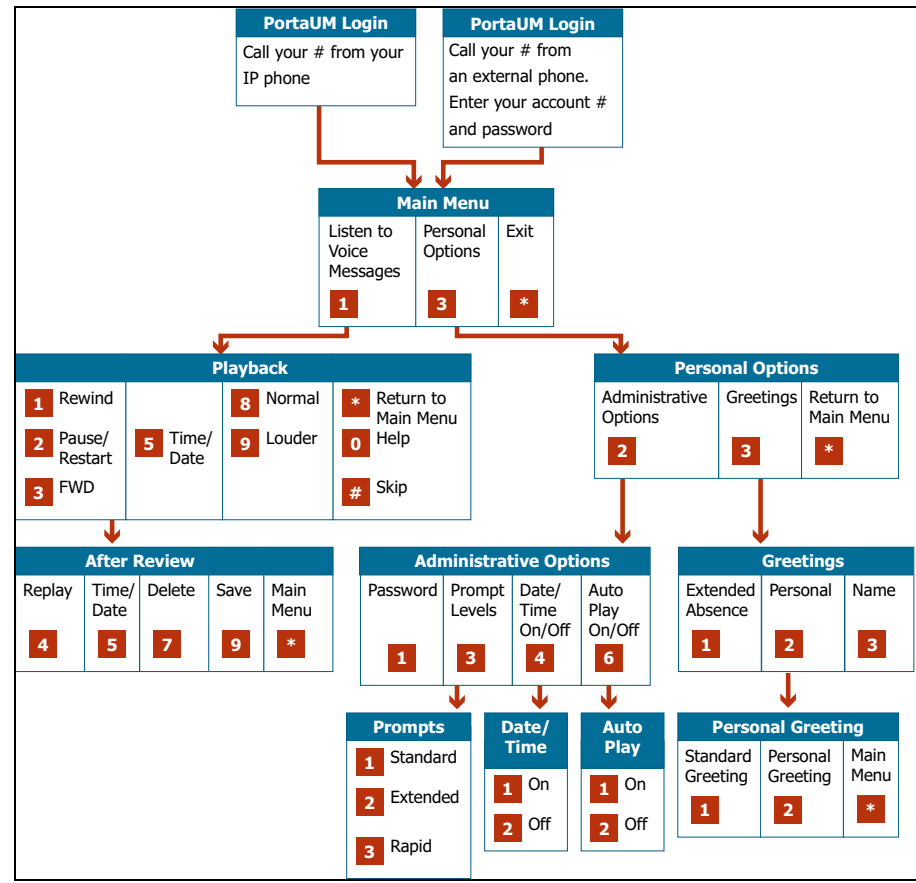 PortaUM Login
Call your # from your
IP phone
PortaUM Login
Call your # from
an external phone.
Enter your account #
and password
Main Menu
Listen to
Voice
Messages
1
Personal
Options
3
Exit
*
Playback
1 Rewind
2 Pause/
Restart
3 FWD
5 Time/
Date
8 Normal
9 Louder
* Return to
Main Menu
0 Help
# Skip
Personal Options
Administrative
Options
2
Greetings
3
Return to
Main Menu
*
After Review
Replay
4
Time/
Date
5
Delete
7
Save
9
Main
Menu
*
Administrative Options
Password
1
Prompt
Levels
3
Date/
Time
On/Off
4
Auto
Play
On/Off
6
Greetings
Extended
Absence
1
Personal
2
Name
3
Prompts
1 Standard
2 Extended
3 Rapid
Date/
Time
1 On
2 Off
Auto
Play
1 On
2 Off
Personal Greeting
Standard
Greeting
1
Personal
Greeting
2
Main
Menu
*